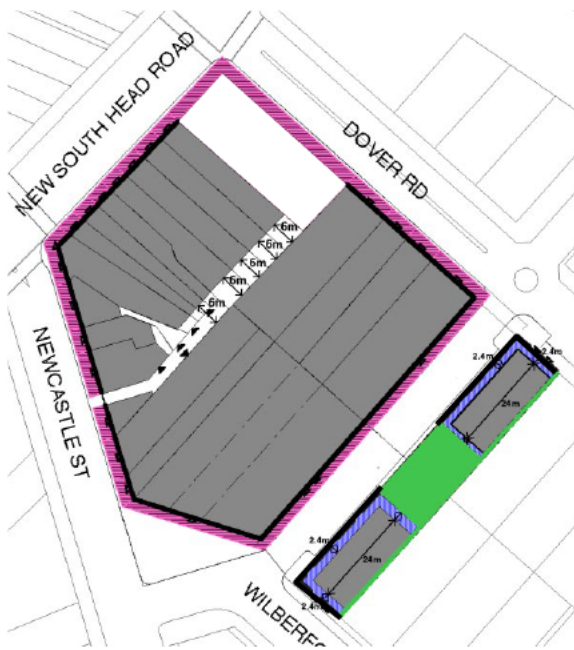 NEW SOUTH HEAD ROAD
DOVER RD
6m
6m
6m
6m
6m
NEWCASTLE ST
2.4m
2.4m
24m
2.4m
24m
2.4m
WILBERFO